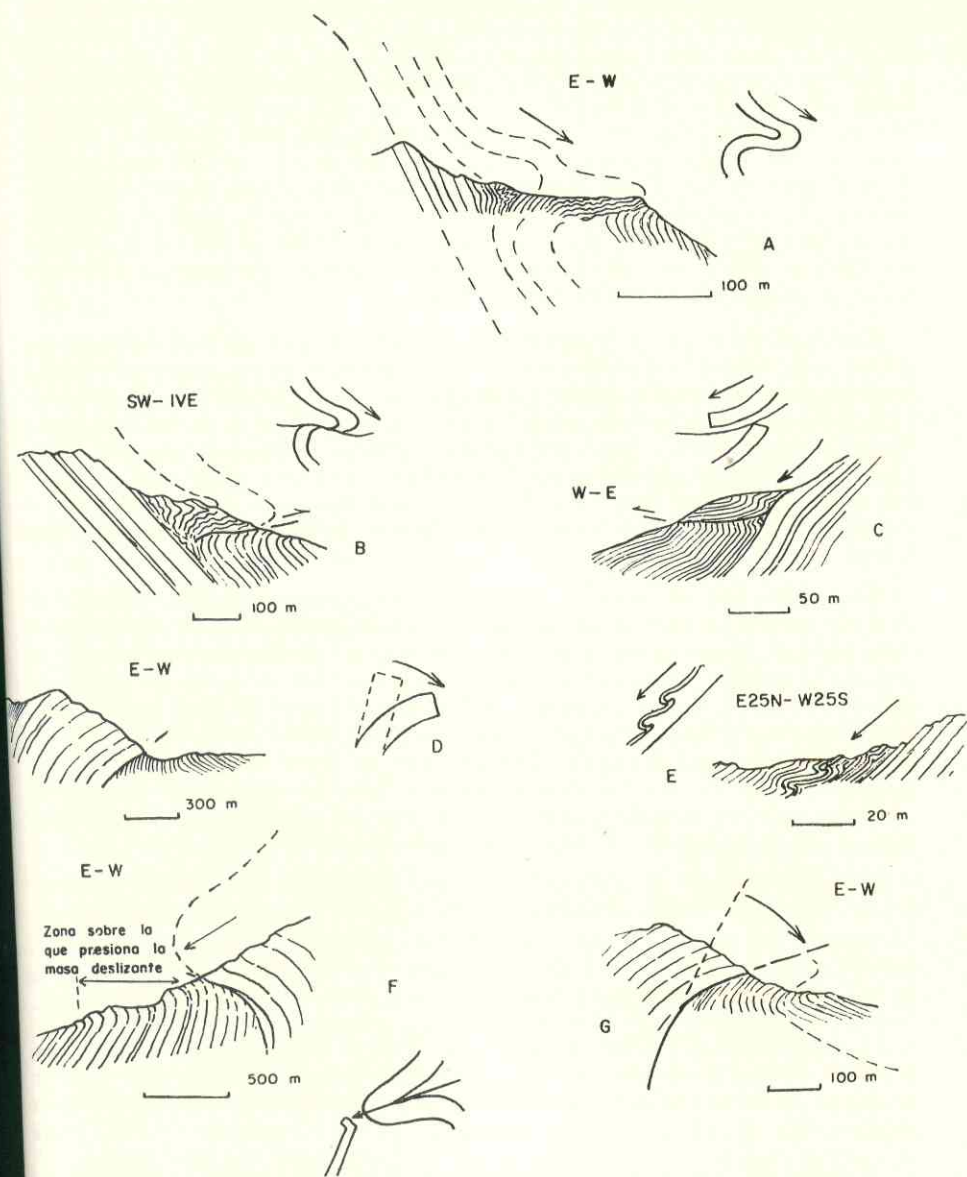 E - W
A
100 m
SW - IVE
B
100 m
W - E
C
50 m
E - W
D
300 m
E25N - W25S
E
20 m
E - W
Zona sobre la
que presiona la
masa deslizante
F
500 m
E - W
G
100 m